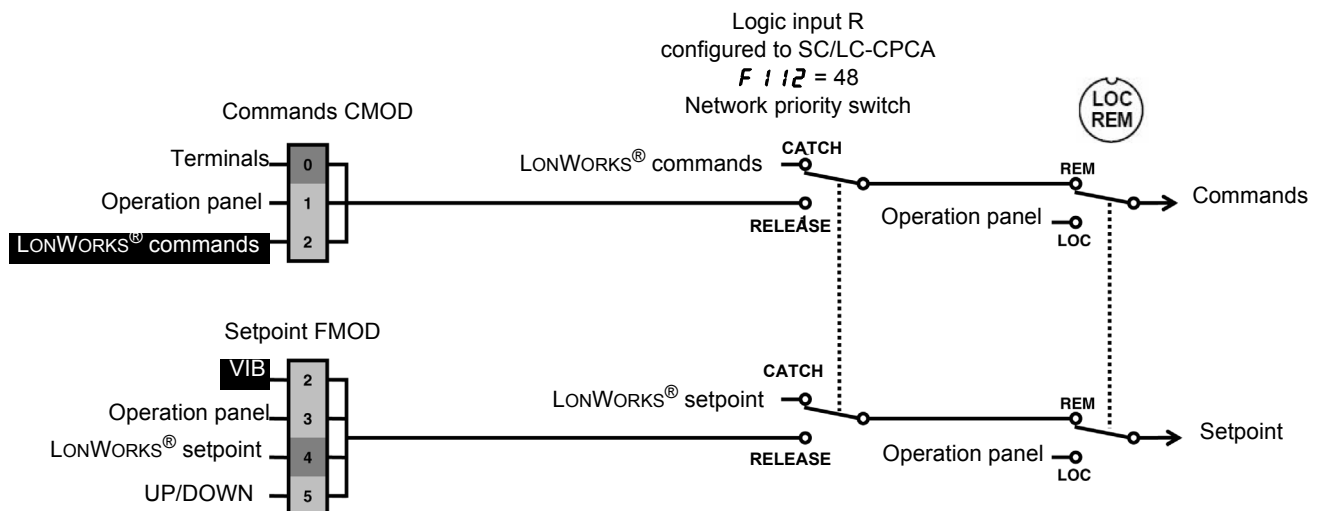 Logic input R
configured to SC/LC-CPCA
F112 = 48
Network priority switch
LOC
REM
Commands CMOD
Terminals
0
Operation panel
1
LONWORKS® commands
2
LONWORKS® commands
CATCH
RELEASE
REM
Operation panel
LOC
Commands
Setpoint FMOD
VIB
2
Operation panel
3
LONWORKS® setpoint
4
UP/DOWN
5
LONWORKS® setpoint
CATCH
RELEASE
REM
Operation panel
LOC
Setpoint